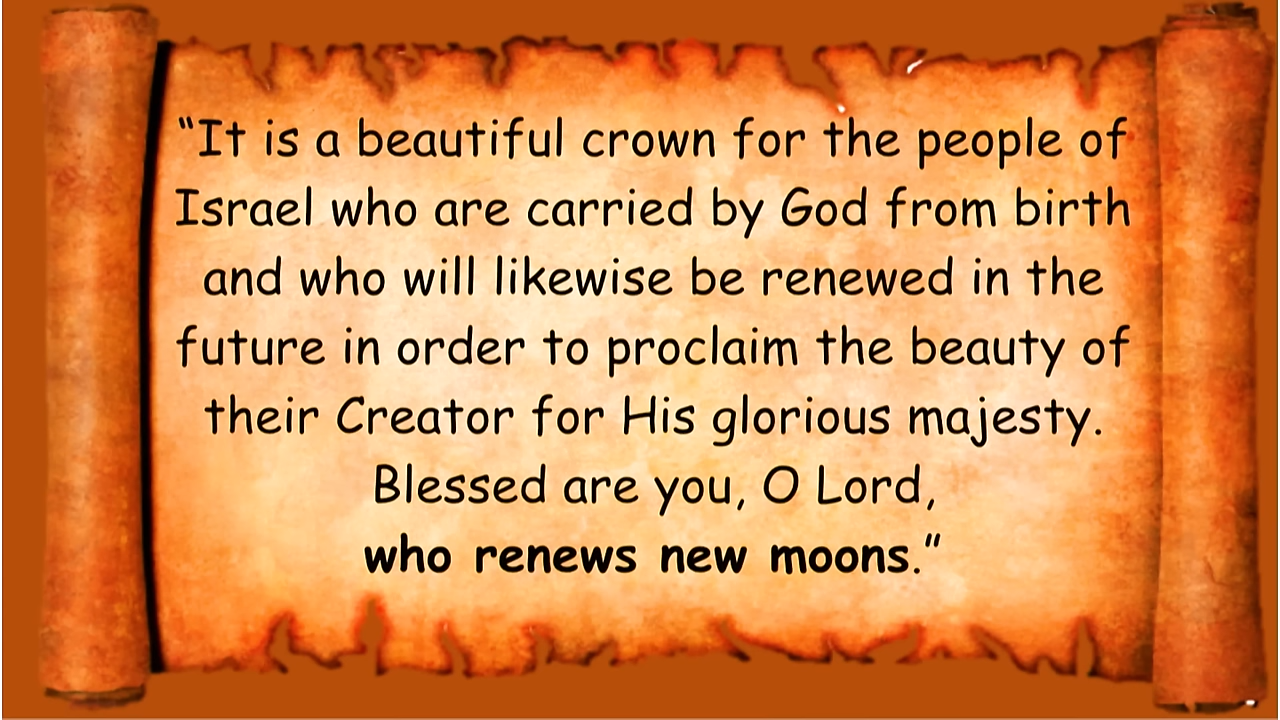 “It is a beautiful crown for the people of
Israel who are carried by God from birth
and who will likewise be renewed in the
future in order to proclaim the beauty of
their Creator for His glorious majesty.
Blessed are you, O Lord,
who renews new moons.”